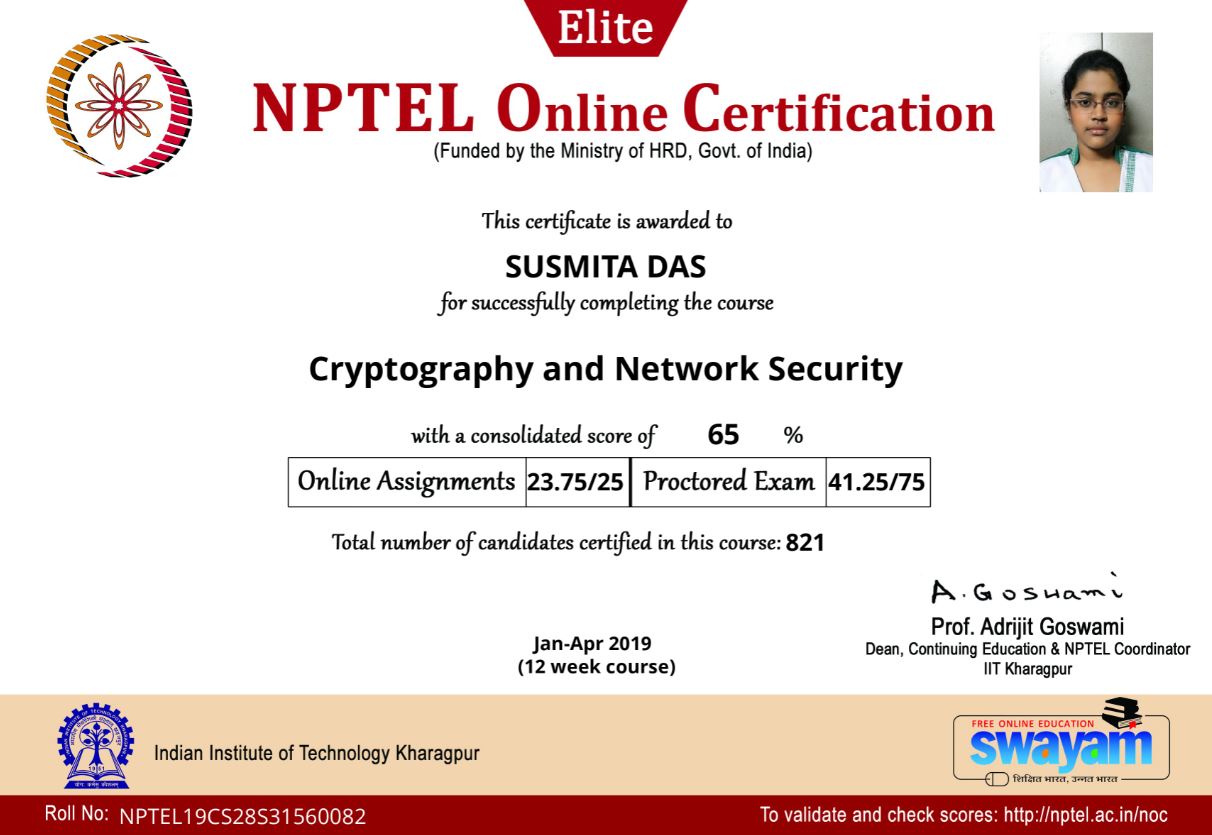 Elite
NPTEL Online Certification
(Funded by the Ministry of HRD, Govt. of India)
This certificate is awarded to
SUSMITA DAS
for successfully completing the course
Cryptography and Network Security
with a consolidated score of 65 %
Online Assignments 23.75/25 Proctored Exam 41.25/75
Total number of candidates certified in this course: 821
A. Goswami
Prof. Adrijit Goswami
Dean, Continuing Education & NPTEL Coordinator
IIT Kharagpur
Jan-Apr 2019
(12 week course)
Indian Institute of Technology Kharagpur
1951
FREE ONLINE EDUCATION
swayam
शिक्षित भारत, उन्नत भारत
Roll No: NPTEL19CS28S31560082
To validate and check scores: http://nptel.ac.in/noc